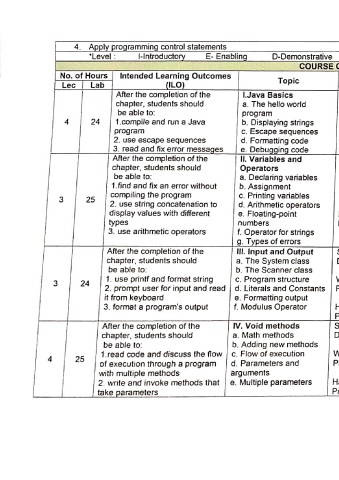 4. Apply programming control statements
*Level : I-Introductory E- Enabling D-Demonstrative
COURSE
No. of Hours
Lec Lab
Intended Learning Outcomes
(ILO)
Topic
4 24
After the completion of the
chapter, students should
be able to:
1.compile and run a Java
program
2. use escape sequences
3. read and fix error messages
I.Java Basics
a. The hello world
program
b. Displaying strings
c. Escape sequences
d. Formatting code
e. Debugging code
3 25
After the completion of the
chapter, students should
be able to:
1.find and fix an error without
compiling the program
2. use string concatenation to
display values with different
types
3. use arithmetic operators
II. Variables and
Operators
a. Declaring variables
b. Assignment
c. Printing variables
d. Arithmetic operators
e. Floating-point
numbers
f. Operator for strings
g. Types of errors
3 24
After the completion of the
chapter, students should
be able to:
1. use printf and format string
2. prompt user for input and read
it from keyboard
3. format a program's output
III. Input and Output
a. The System class
b. The Scanner class
c. Program structure
d. Literals and Constants
e. Formatting output
f. Modulus Operator
4 25
After the completion of the
chapter, students should
be able to:
1.read code and discuss the flow
of execution through a program
with multiple methods
2. write and invoke methods that
take parameters
IV. Void methods
a. Math methods
b. Adding new methods
c. Flow of execution
d. Parameters and
arguments
e. Multiple parameters